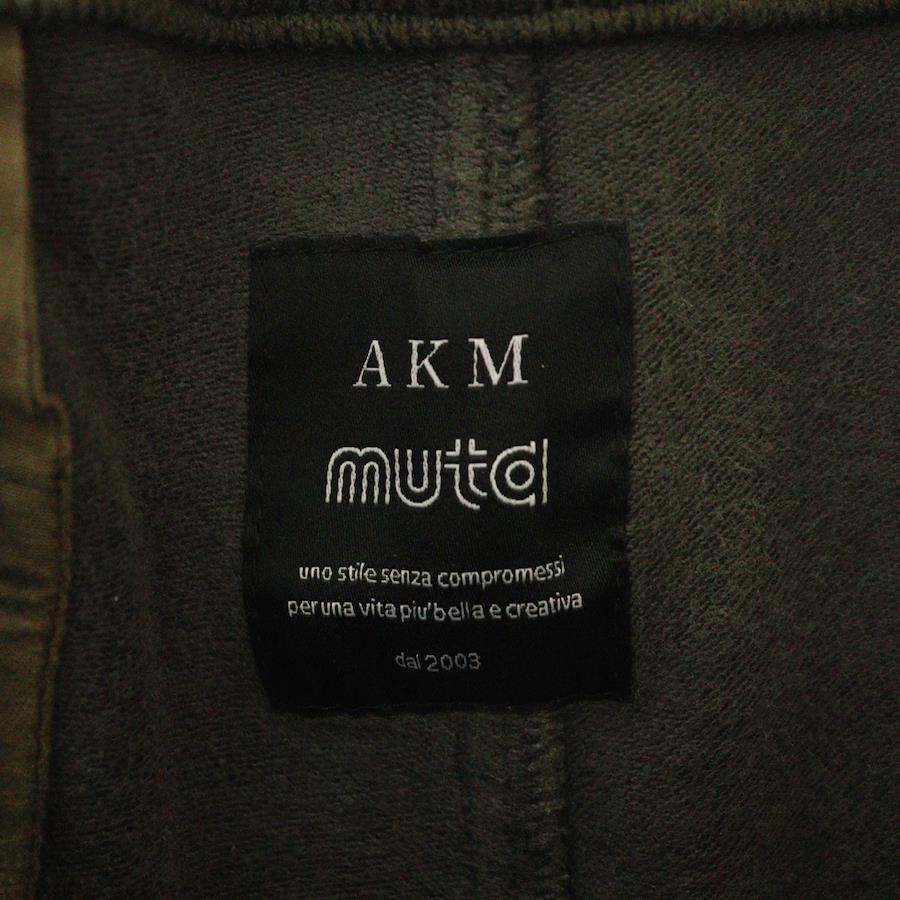 AKM
muta
uno stile senza compromessi
per una vita piu' bella e creativa
dal 2003